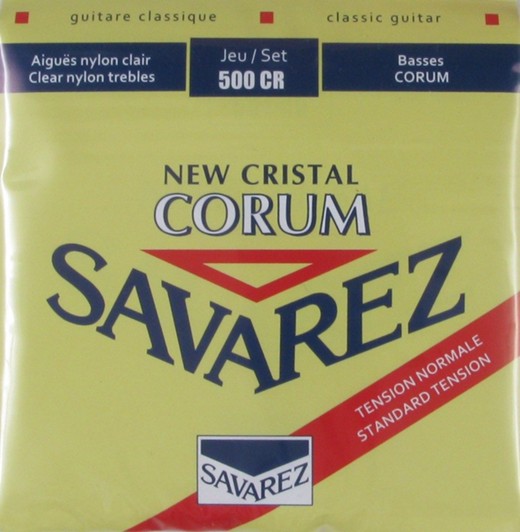 guitare classique
classic guitar
Aiguës nylon clair
Clear nylon trebles
Jeu / Set
500 CR
Basses
CORUM
NEW CRISTAL
CORUM
SAVAREZ
TENSION NORMALE
STANDARD TENSION
SAVAREZ